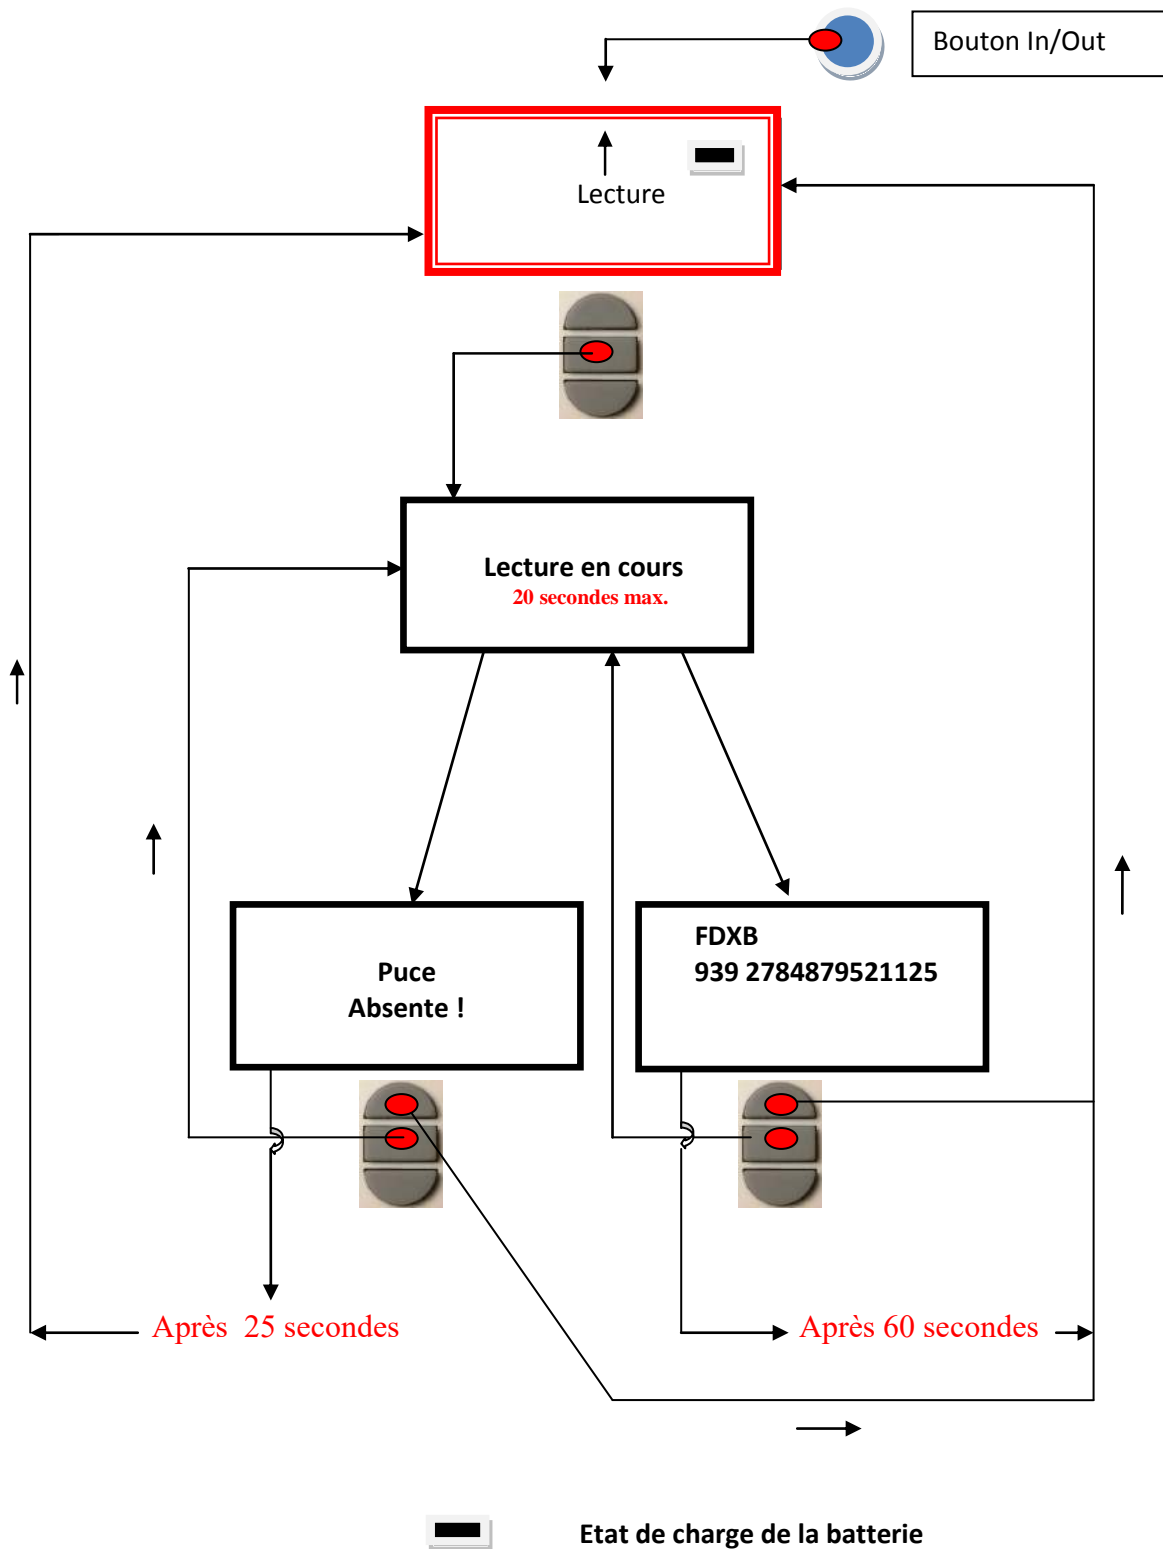 Bouton In/Out
Lecture
Lecture en cours
20 secondes max.
Puce
Absente !
FDXB
939 2784879521125
Après  25 secondes
Après 60 secondes
Etat de charge de la batterie